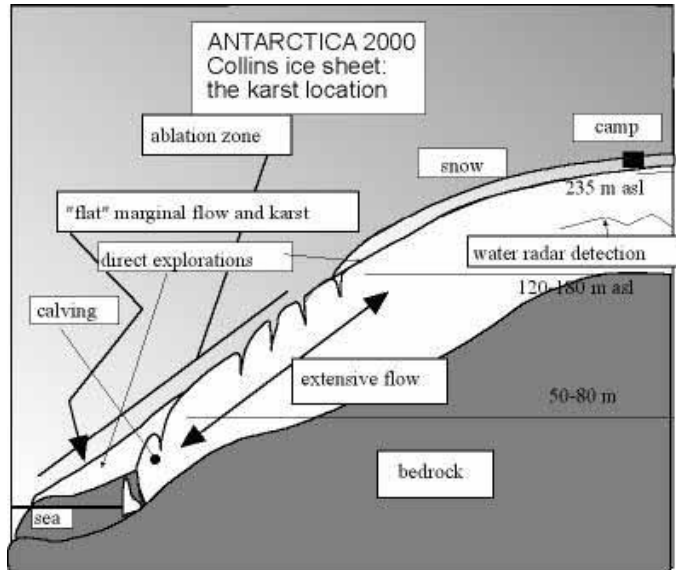 ANTARCTICA 2000
Collins ice sheet:
the karst location
camp
ablation zone
snow
235 m asl
"flat" marginal flow and karst
direct explorations
water radar detection
120-180 m asl
calving
extensive flow
50-80 m
bedrock
sea